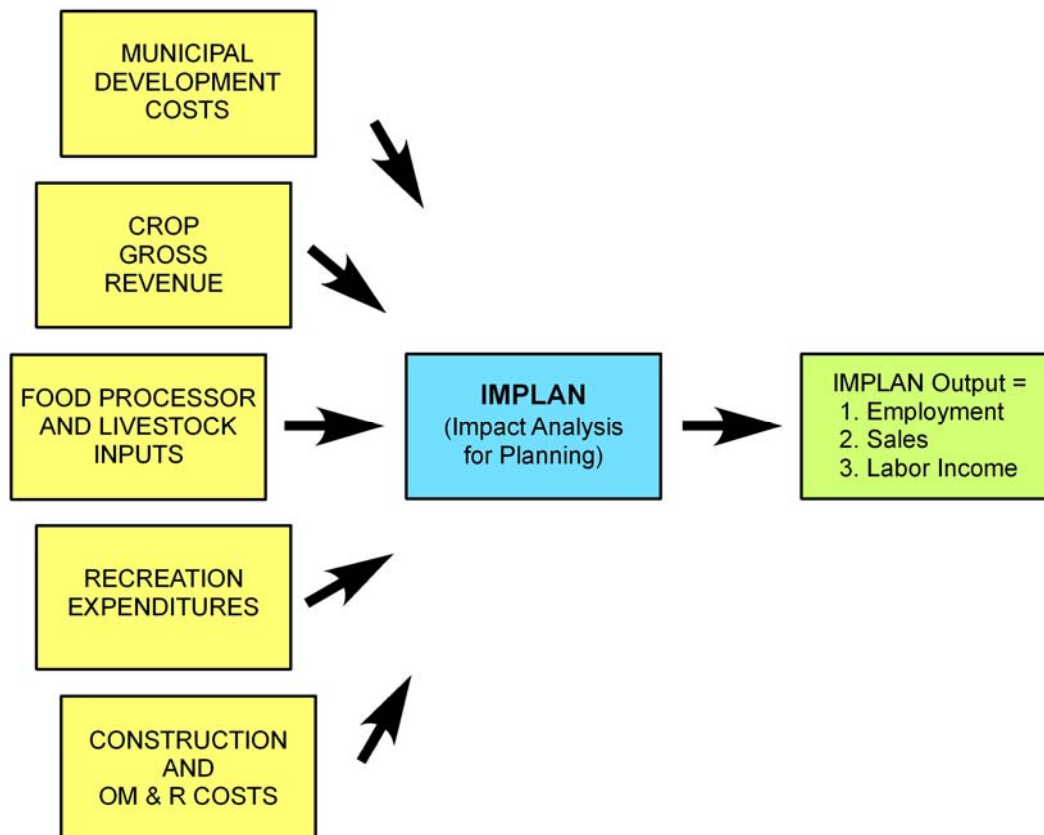 MUNICIPAL
DEVELOPMENT
COSTS
CROP
GROSS
REVENUE
FOOD PROCESSOR
AND LIVESTOCK
INPUTS
RECREATION
EXPENDITURES
CONSTRUCTION
AND
OM & R COSTS
IMPLAN
(Impact Analysis
for Planning)
IMPLAN Output =
1. Employment
2. Sales
3. Labor Income